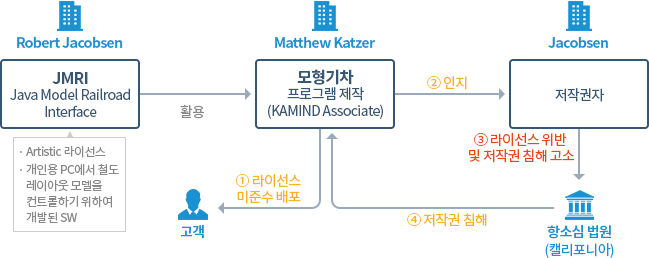 Robert Jacobsen
Matthew Katzer
Jacobsen
JMRI
Java Model Railroad
Interface
활용
모형기차
프로그램 제작
(KAMIND Associate)
② 인지
저작권자
· Artistic 라이선스
· 개인용 PC에서 철도
레이아웃 모델을
컨트롤하기 위하여
개발된 SW
① 라이선스
미준수 배포
고객
③ 라이선스 위반
및 저작권 침해 고소
④ 저작권 침해
항소심 법원
(캘리포니아)